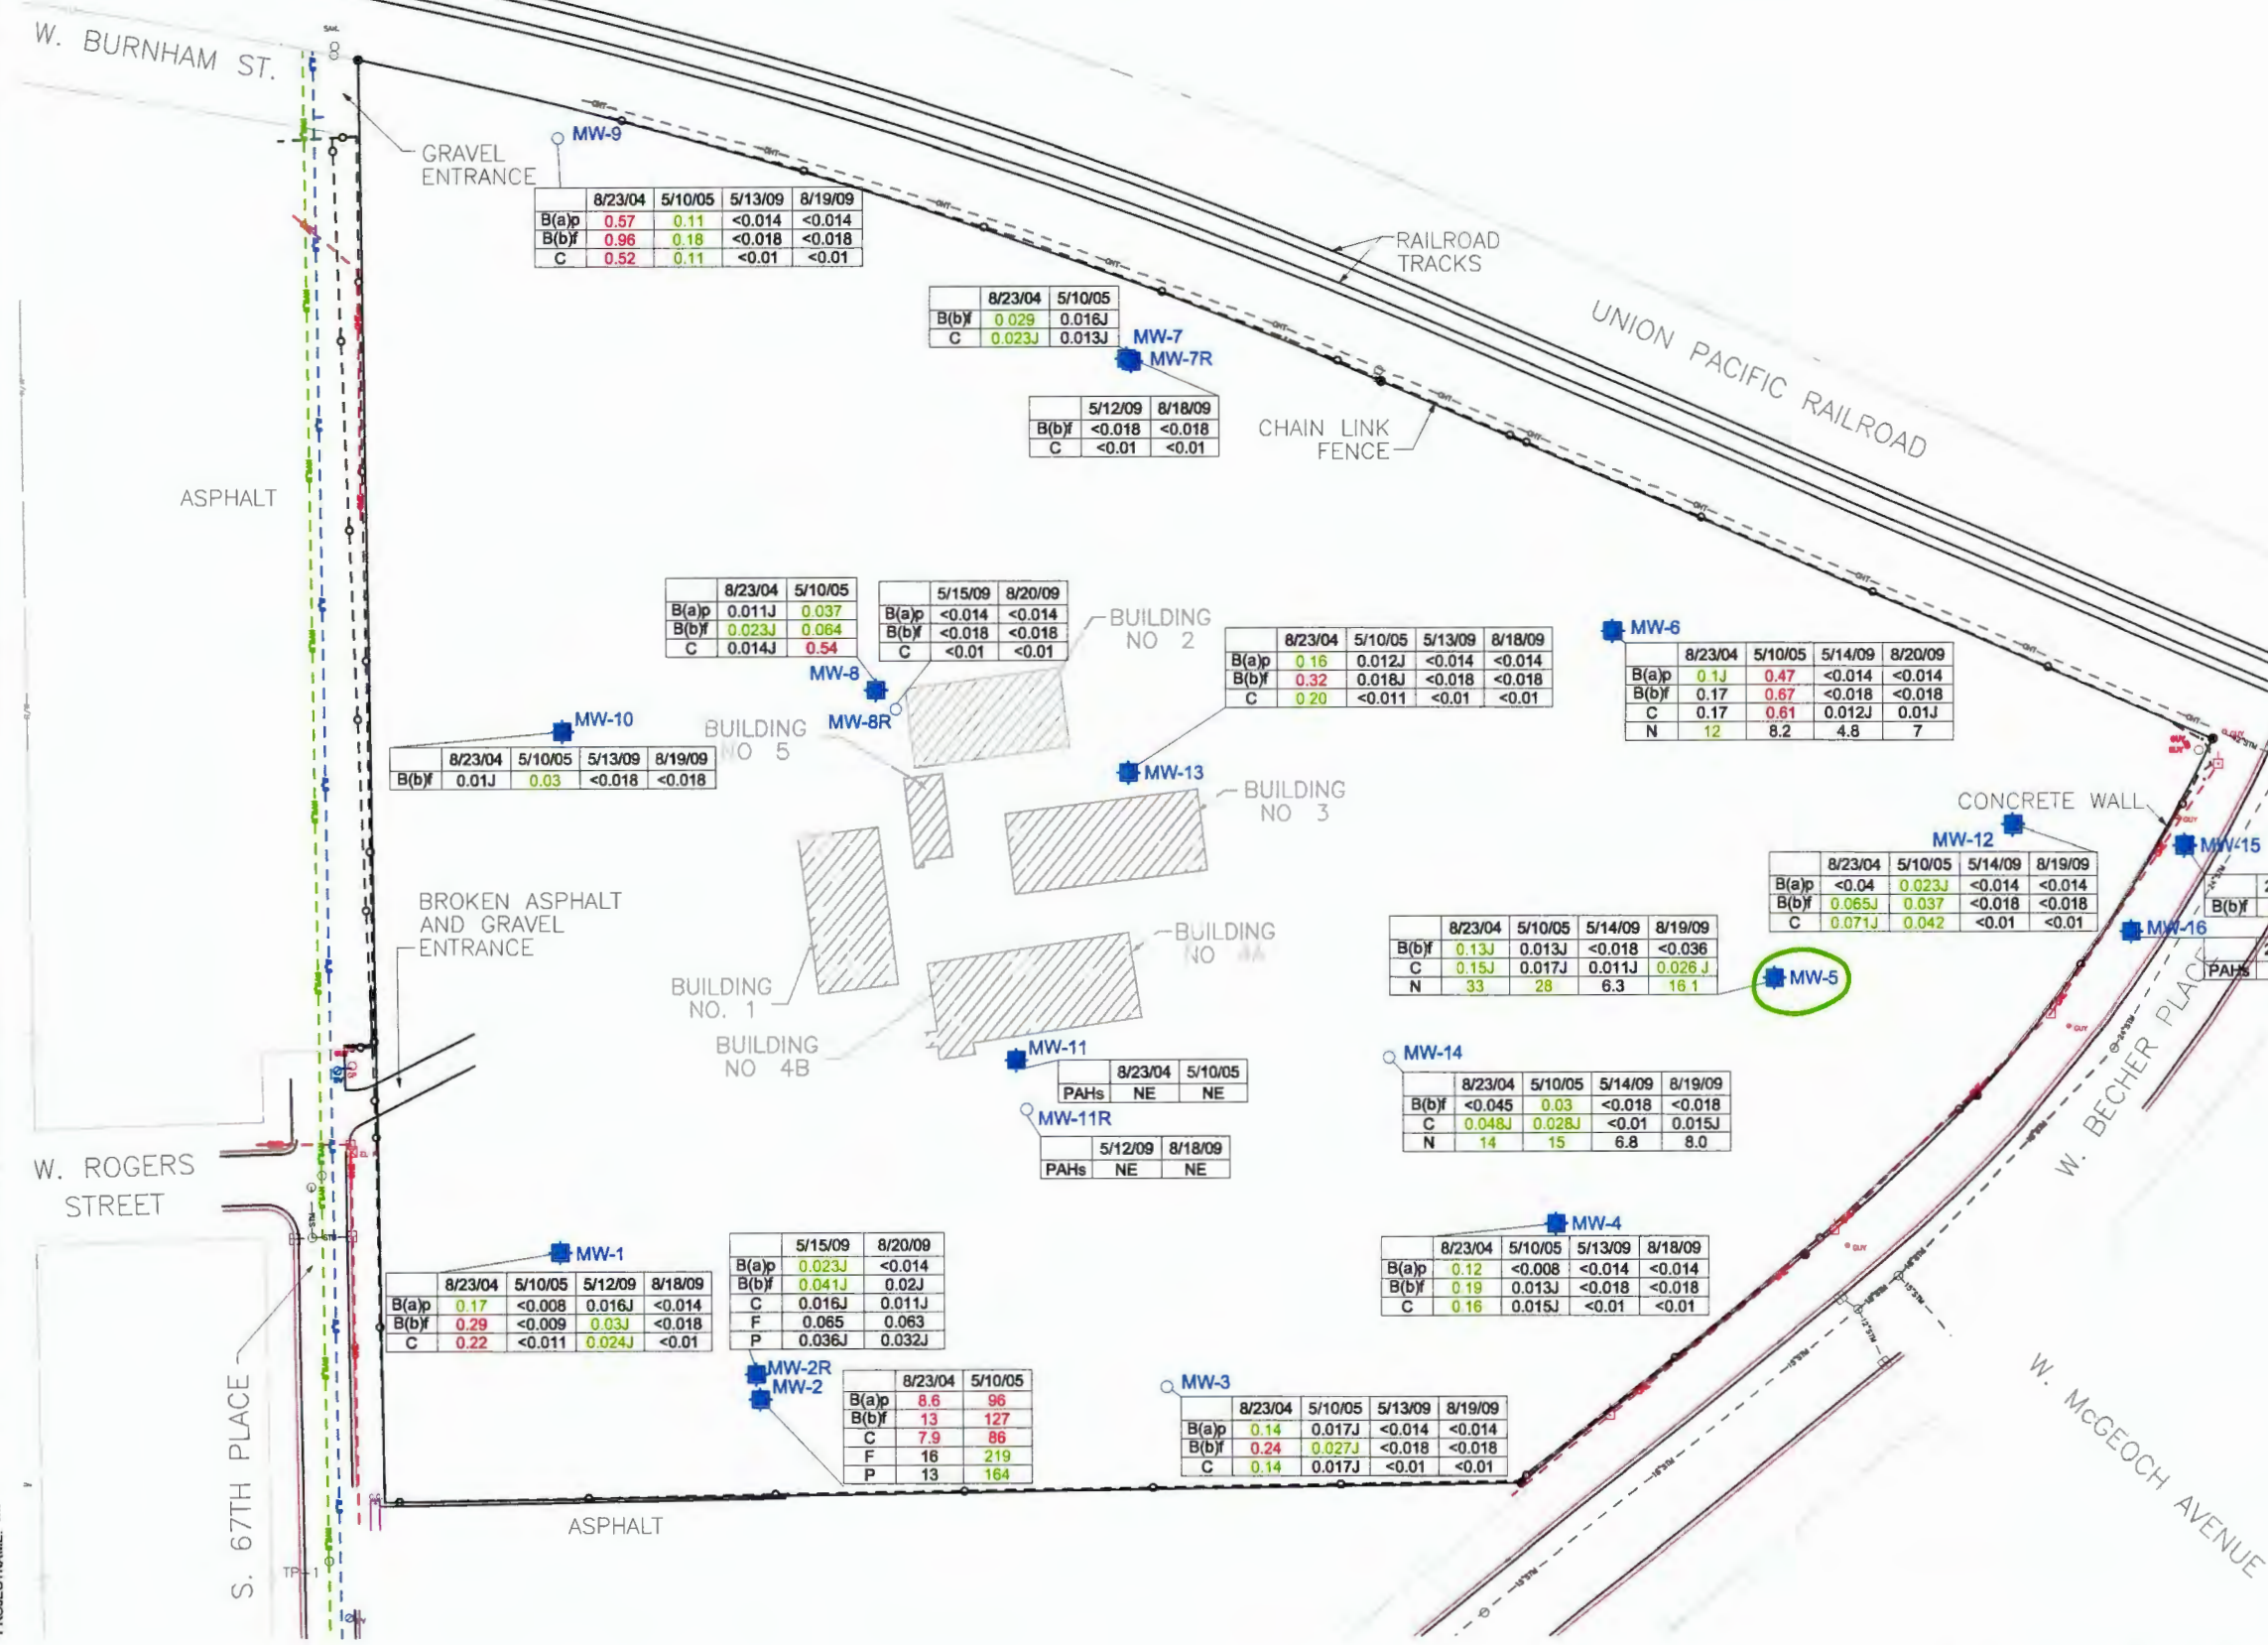 W. BURNHAM ST.
GRAVEL
ENTRANCE
MW-9
8/23/04 5/10/05 5/13/09 8/19/09
B(a)p 0.57 0.11 <0.014 <0.014
B(b)f 0.96 0.18 <0.018 <0.018
C 0.52 0.11 <0.01 <0.01
RAILROAD
TRACKS
UNION PACIFIC RAILROAD
8/23/04 5/10/05
B(b)f 0.029 0.016J
C 0.023J 0.013J
MW-7
MW-7R
5/12/09 8/18/09
B(b)f <0.018 <0.018
C <0.01 <0.01
CHAIN LINK
FENCE
ASPHALT
8/23/04 5/10/05
B(a)p 0.011J 0.037
B(b)f 0.023J 0.064
C 0.014J 0.54
MW-8
5/15/09 8/20/09
B(a)p <0.014 <0.014
B(b)f <0.018 <0.018
C <0.01 <0.01
MW-8R
BUILDING
NO 2
8/23/04 5/10/05 5/13/09 8/18/09
B(a)p 0.16 0.012J <0.014 <0.014
B(b)f 0.32 0.018J <0.018 <0.018
C 0.20 <0.011 <0.01 <0.01
MW-13
MW-6
8/23/04 5/10/05 5/14/09 8/20/09
B(a)p 0.1J 0.47 <0.014 <0.014
B(b)f 0.17 0.67 <0.018 <0.018
C 0.17 0.61 0.012J 0.01J
N 12 8.2 4.8 7
MW-10
8/23/04 5/10/05 5/13/09 8/19/09
B(b)f 0.01J 0.03 <0.018 <0.018
BUILDING
NO 5
BUILDING
NO 3
CONCRETE WALL
MW-12
8/23/04 5/10/05 5/14/09 8/19/09
B(a)p <0.04 0.023J <0.014 <0.014
B(b)f 0.065J 0.037 <0.018 <0.018
C 0.071J 0.042 <0.01 <0.01
MW-15
B(b)f
MW-16
PAHs
BROKEN ASPHALT
AND GRAVEL
ENTRANCE
BUILDING
NO
BUILDING
NO. 1
BUILDING
NO 4B
8/23/04 5/10/05 5/14/09 8/19/09
B(b)f 0.13J 0.013J <0.018 <0.036
C 0.15J 0.017J 0.011J 0.026 J
N 33 28 6.3 16.1
MW-5
MW-11
8/23/04 5/10/05
PAHs NE NE
MW-11R
5/12/09 8/18/09
PAHs NE NE
MW-14
8/23/04 5/10/05 5/14/09 8/19/09
B(b)f <0.045 0.03 <0.018 <0.018
C 0.048J 0.028J <0.01 0.015J
N 14 15 6.8 8.0
W. BECHER PLACE
W. ROGERS
STREET
MW-1
8/23/04 5/10/05 5/12/09 8/18/09
B(a)p 0.17 <0.008 0.016J <0.014
B(b)f 0.29 <0.009 0.03J <0.018
C 0.22 <0.011 0.024J <0.01
5/15/09 8/20/09
B(a)p 0.023J <0.014
B(b)f 0.041J 0.02J
C 0.016J 0.011J
F 0.065 0.063
P 0.036J 0.032J
MW-2R
MW-2
8/23/04 5/10/05
B(a)p 8.6 96
B(b)f 13 127
C 7.9 86
F 16 219
P 13 164
MW-4
8/23/04 5/10/05 5/13/09 8/18/09
B(a)p 0.12 <0.008 <0.014 <0.014
B(b)f 0.19 0.013J <0.018 <0.018
C 0.16 0.015J <0.01 <0.01
MW-3
8/23/04 5/10/05 5/13/09 8/19/09
B(a)p 0.14 0.017J <0.014 <0.014
B(b)f 0.24 0.027J <0.018 <0.018
C 0.14 0.017J <0.01 <0.01
S. 67TH PLACE
ASPHALT
TP-1
W. McGEOCH AVENUE